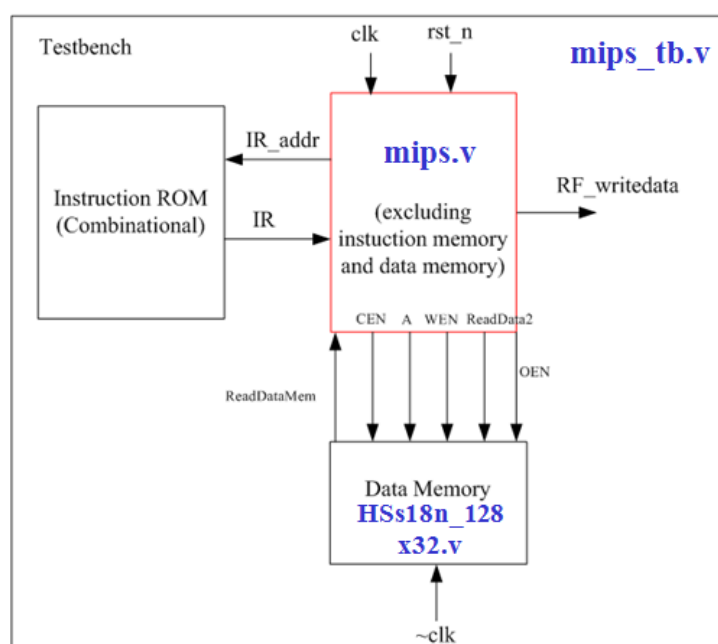 Testbench
clk
rst_n
mips_tb.v
IR_addr
mips.v
Instruction ROM
(Combinational)
IR
(excluding
instuction memory
and data memory)
RF_writedata
CEN
A
WEN
ReadData2
OEN
ReadDataMem
Data Memory
HSs18n_128
x32.v
~clk